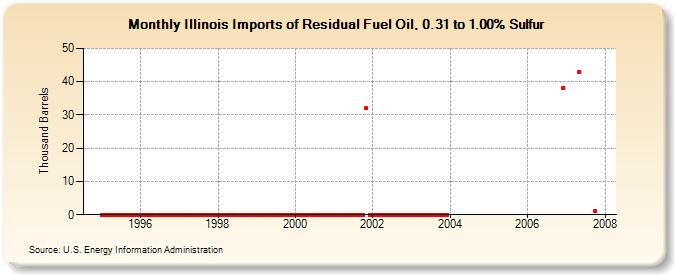 Monthly Illinois Imports of Residual Fuel Oil, 0.31 to 1.00% Sulfur
Thousand Barrels
50
40
30
20
10
0
1996 1998 2000 2002 2004 2006 2008
Source: U.S. Energy Information Administration